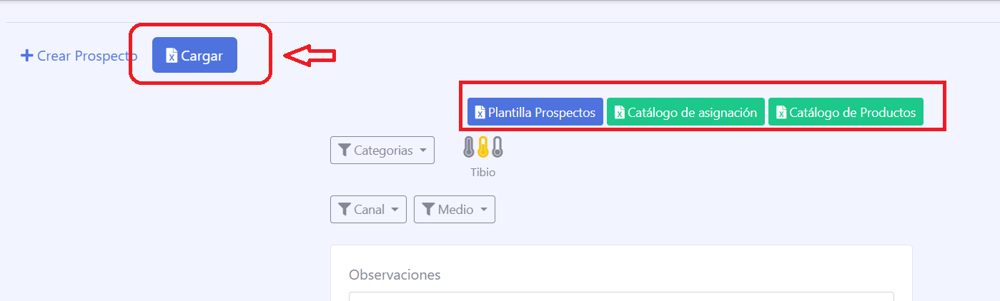 Crear Prospecto Cargar
Plantilla Prospectos Catálogo de asignación Catálogo de Productos
Categorias
Tibio
Canal Medio
Observaciones